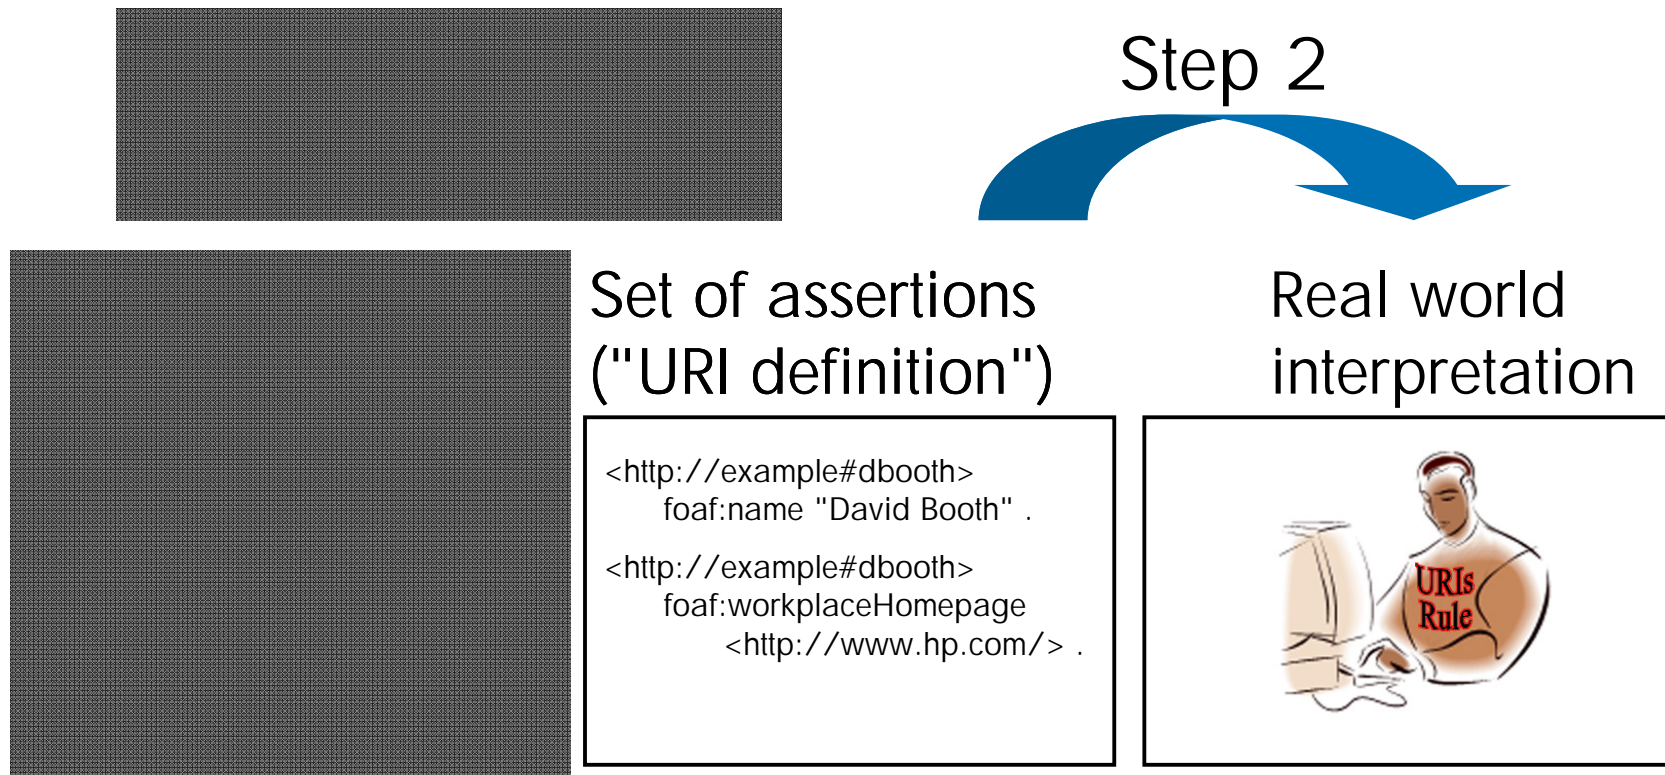 Step 2
Set of assertions
("URI definition")
Real world
interpretation
<http://example#dbooth>
foaf:name "David Booth" .
<http://example#dbooth>
foaf:workplaceHomepage
<http://www.hp.com/> .
URIs
Rule